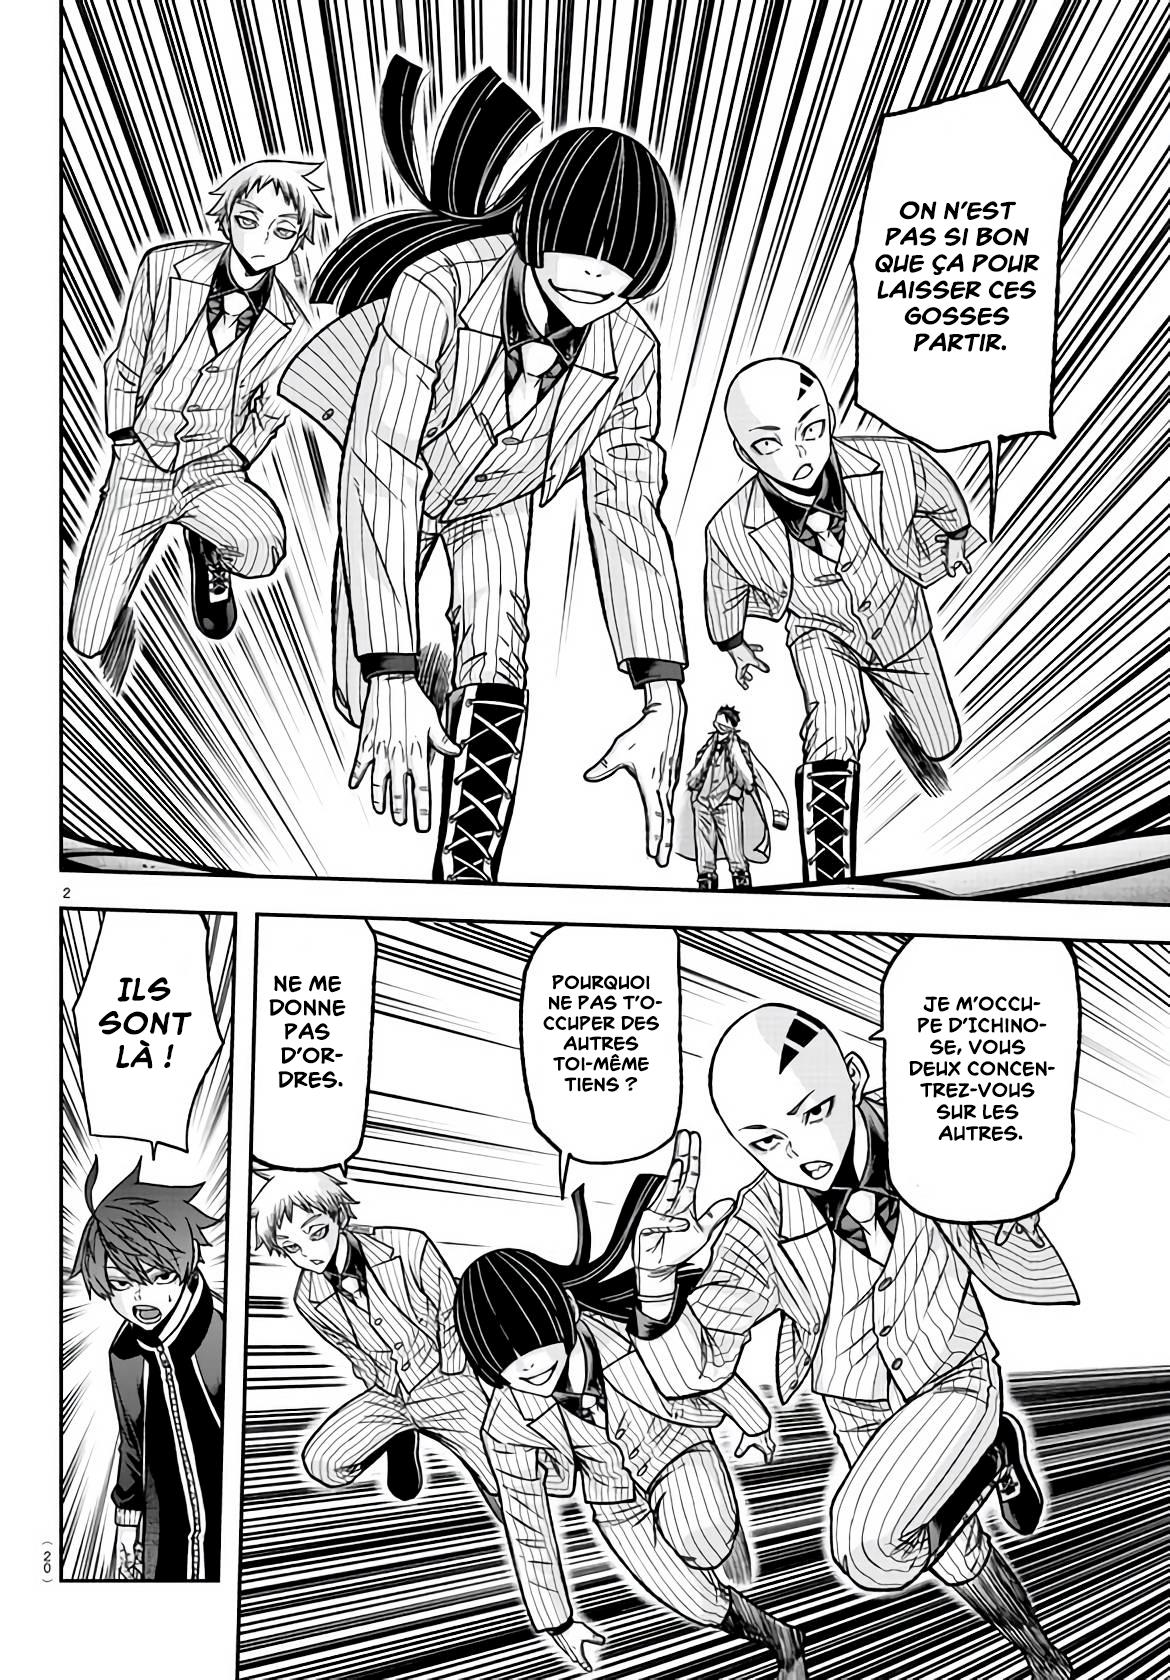 ON N'EST
PAS SI BON
QUE ÇA POUR
LAISSER CES
GOSSES
PARTIR.
2
JE M'OCCU-
PE D'ICHINO-
SE, VOUS
DEUX CONCEN-
TREZ-VOUS
SUR LES
AUTRES.
POURQUOI
NE PAS T'O-
CCUPER DES
AUTRES
TOI-MÊME
TIENS ?
NE ME
DONNE
PAS
D'OR-
DRES.
ILS
SONT
LÀ !
(20)